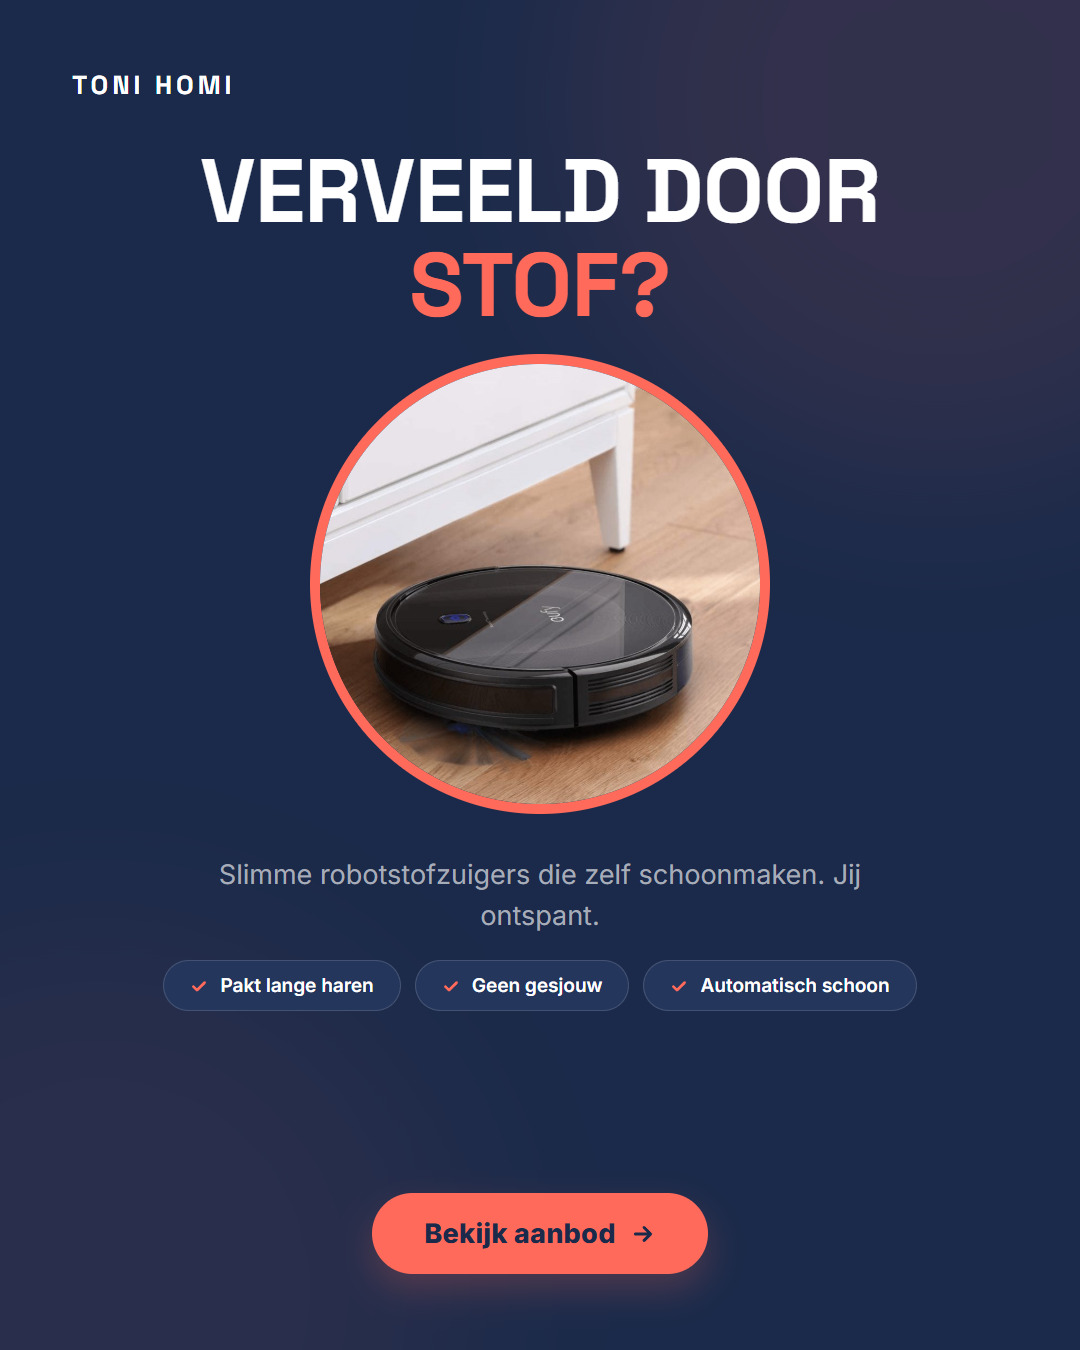 TONI HOMI
VERVEELD DOOR
STOF?
eufy
Slimme robotstofzuigers die zelf schoonmaken. Jij
ontspant.
Pakt lange haren
Geen gesjouw
Automatisch schoon
Bekijk aanbod